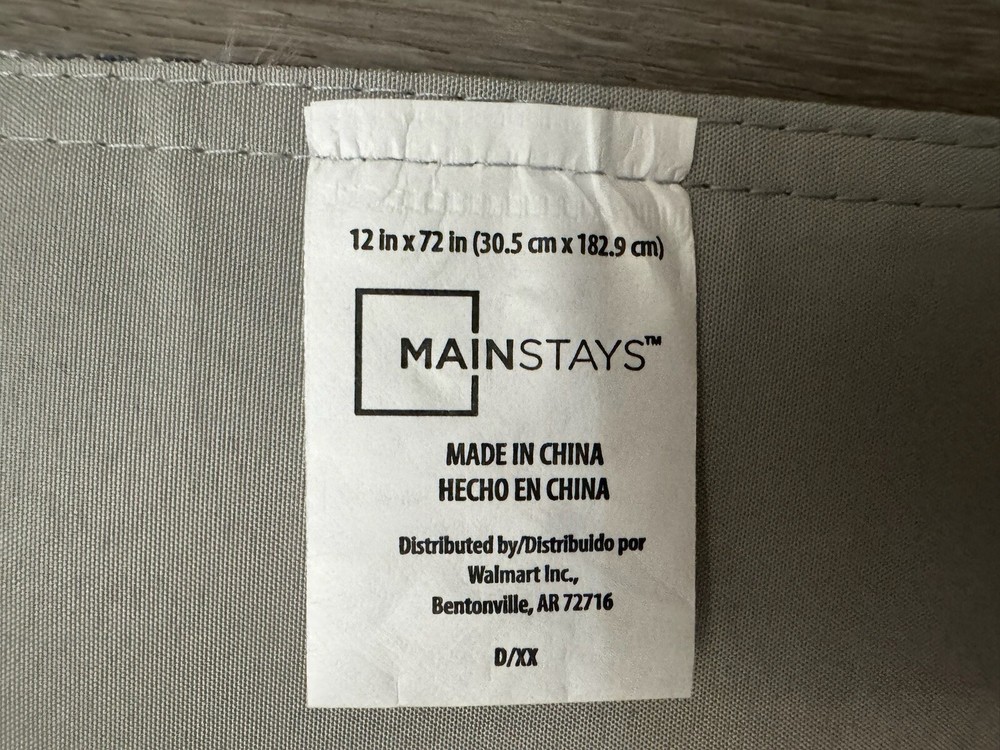 12 in x 72 in (30.5 cm x 182.9 cm)
MAINSTAYS™
MADE IN CHINA
HECHO EN CHINA
Distributed by/Distribuido por
Walmart Inc.,
Bentonville, AR 72716
D/XX